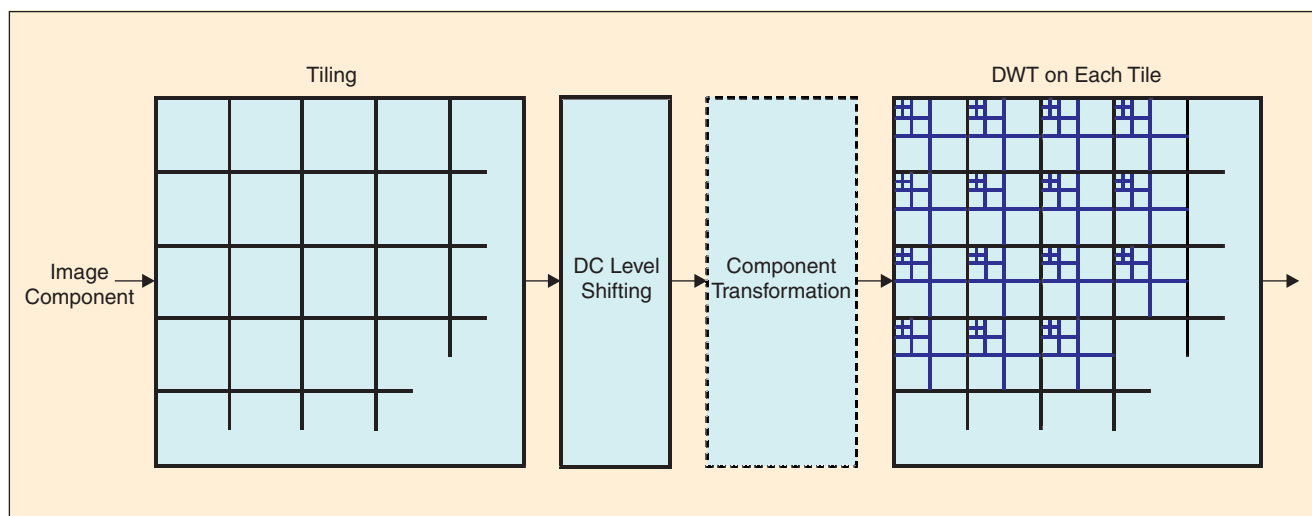 Tiling
DWT on Each Tile
Image
Component
DC Level
Shifting
Component
Transformation